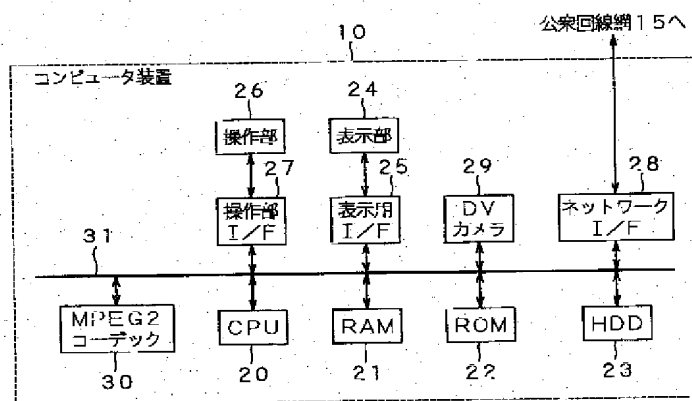 公衆回線網15へ
10
コンピュータ装置
26
24
操作部
表示部
27
25
29
28
操作部
I/F
表示用
I/F
DV
カメラ
ネットワーク
I/F
31
MPEG2
コーデック
CPU
RAM
ROM
HDD
30
20
21
22
23